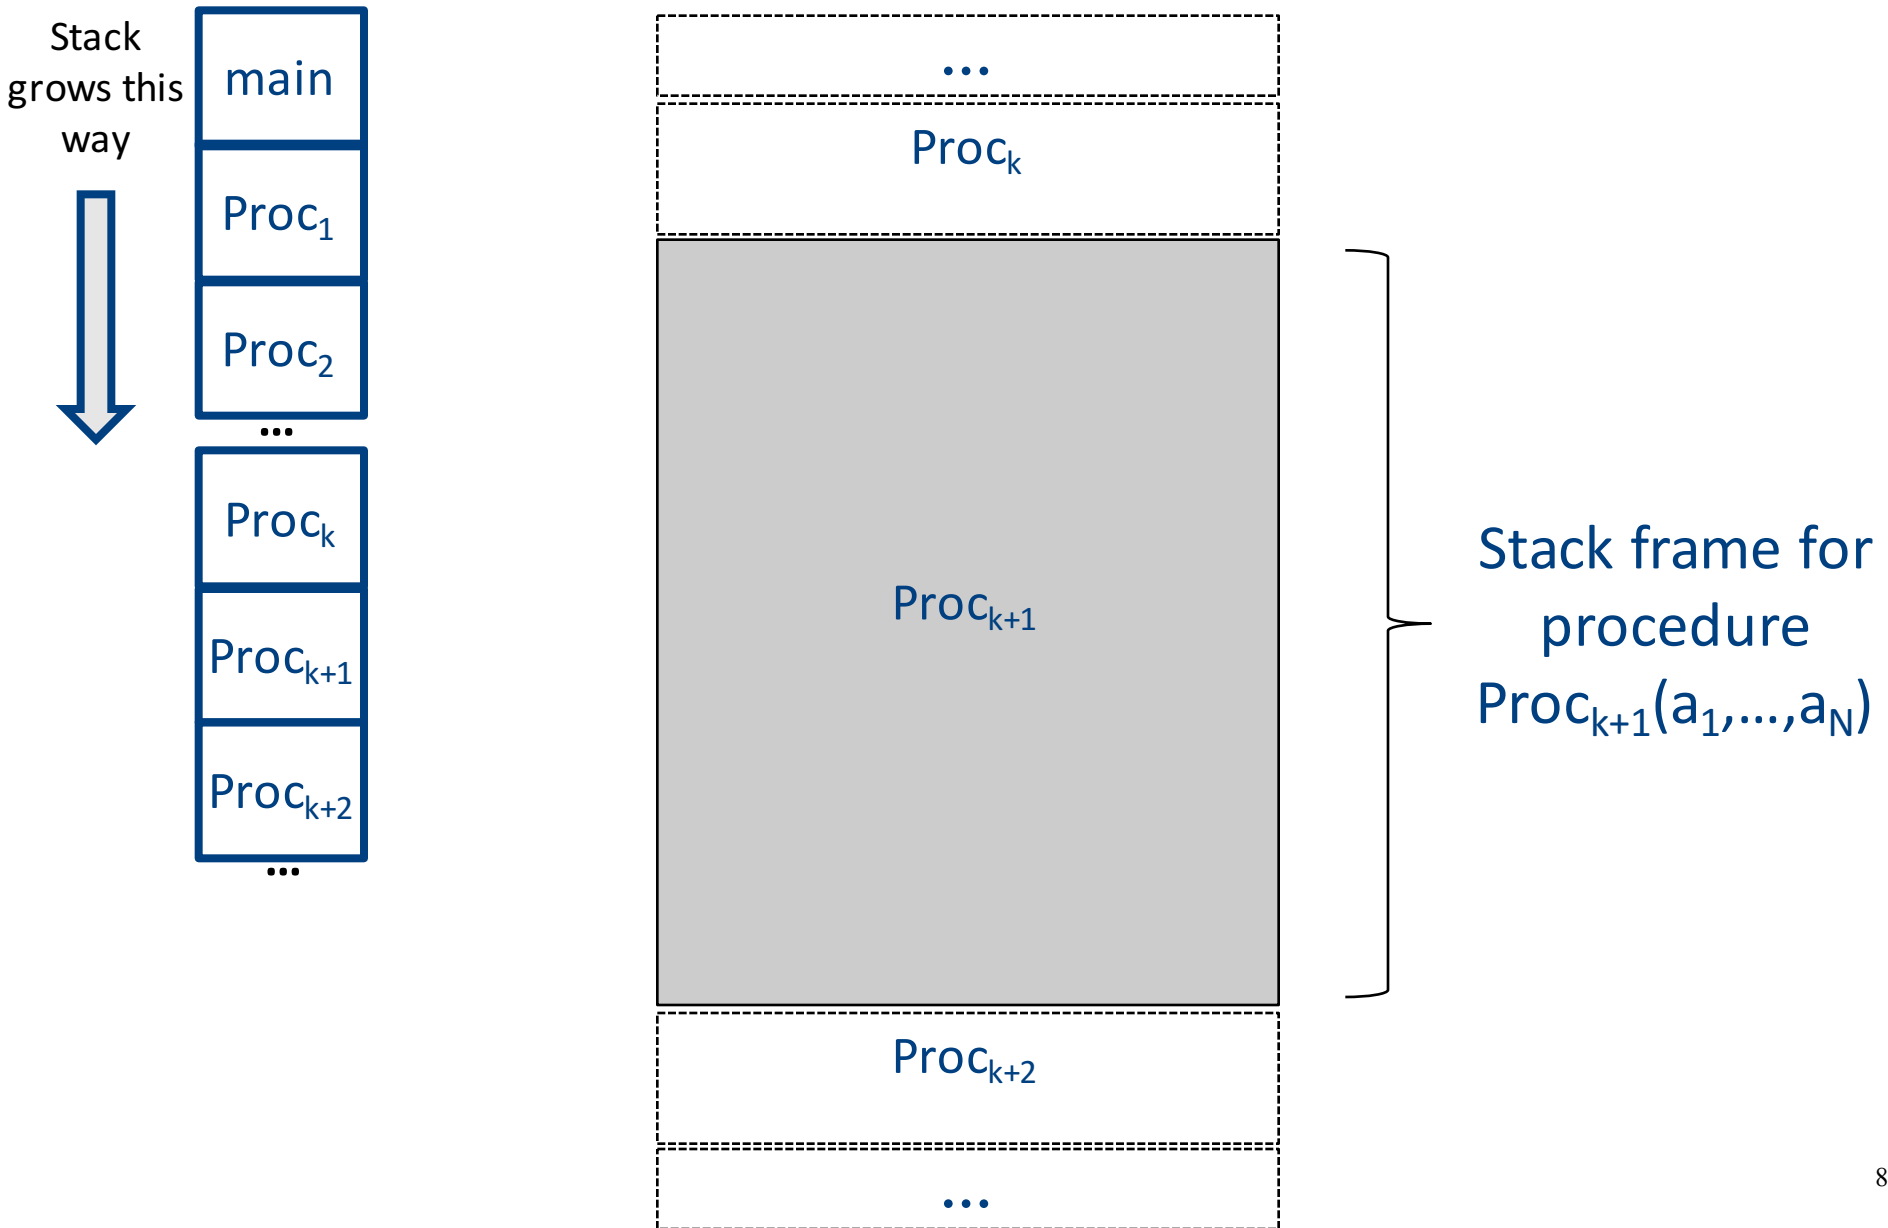 Stack
grows this
way
main
Proc₁
Proc₂
...
Procₖ
Procₖ₊₁
Procₖ₊₂
...
...
Procₖ
Procₖ₊₁
Procₖ₊₂
...
Stack frame for
procedure
Procₖ₊₁(a₁,...,a_N)
8